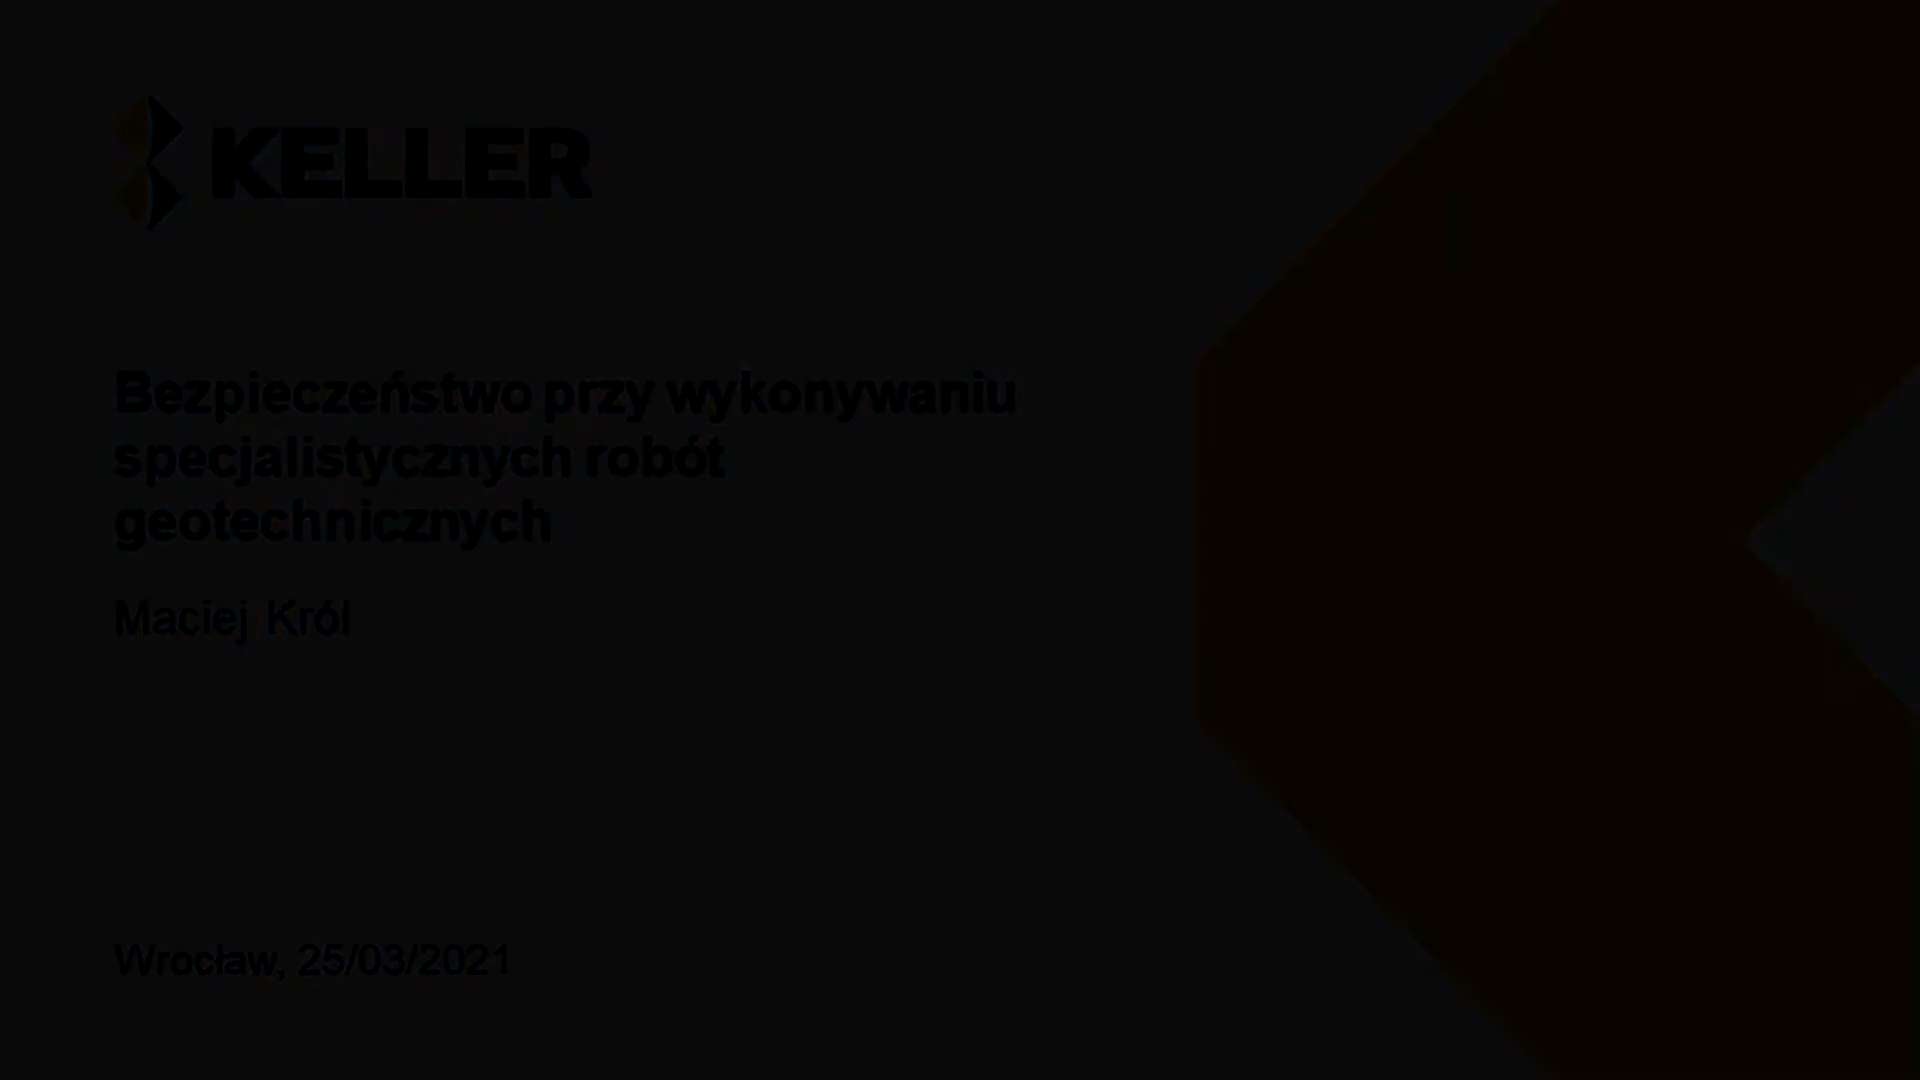 KELLER
Bezpieczeństwo przy wykonywaniu
specjalistycznych robót
geotechnicznych
Maciej Król
Wrocław, 25/03/2021